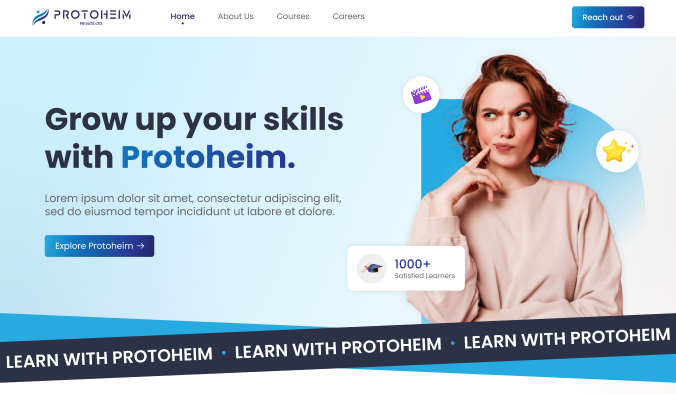 PROTOHEIM
PRIVATE LTD.
Home
About Us
Courses
Careers
Reach out
Grow up your skills
with Protoheim.
Lorem ipsum dolor sit amet, consectetur adipiscing elit,
sed do eiusmod tempor incididunt ut labore et dolore.
Explore Protoheim →
1000+
Satisfied Learners
LEARN WITH PROTOHEIM • LEARN WITH PROTOHEIM • LEARN WITH PROTOHEIM